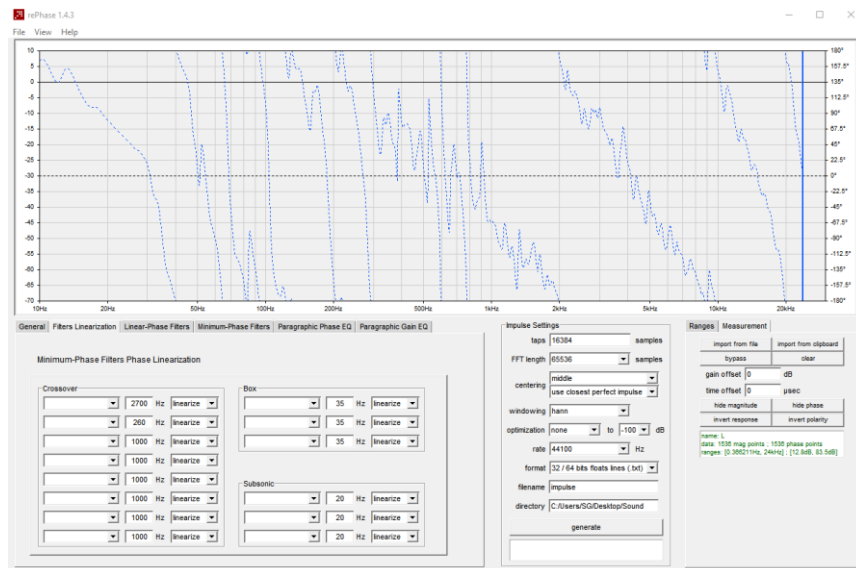 rePhase 1.4.3
File View Help
10 180°
5 157.5°
0 135°
-5 112.5°
-10 90°
-15 67.5°
-20 45°
-25 22.5°
-30 0°
-35 -22.5°
-40 -45°
-45 -67.5°
-50 -90°
-55 -112.5°
-60 -135°
-65 -157.5°
-70 -180°
10Hz 20Hz 50Hz 100Hz 200Hz 500Hz 1kHz 2kHz 5kHz 10kHz 20kHz
General Filters Linearization Linear-Phase Filters Minimum-Phase Filters Paragraphic Phase EQ Paragraphic Gain EQ
Minimum-Phase Filters Phase Linearization
Crossover
2700 Hz linearize
260 Hz linearize
1000 Hz linearize
1000 Hz linearize
1000 Hz linearize
1000 Hz linearize
1000 Hz linearize
1000 Hz linearize
Box
35 Hz linearize
35 Hz linearize
35 Hz linearize
Subsonic
20 Hz linearize
20 Hz linearize
20 Hz linearize
Impulse Settings
taps 16384 samples
FFT length 65536 samples
centering middle
use closest perfect impulse
windowing hann
optimization none to -100 dB
rate 44100 Hz
format 32 / 64 bits floats lines (.txt)
filename impulse
directory C:/Users/SG/Desktop/Sound
generate
Ranges Measurement
import from file import from clipboard
bypass clear
gain offset 0 dB
time offset 0 µsec
hide magnitude hide phase
invert response invert polarity
name: L
data: 1536 mag points ; 1536 phase points
ranges: [0.366211Hz, 24kHz] ; [12.8dB, 83.5dB]